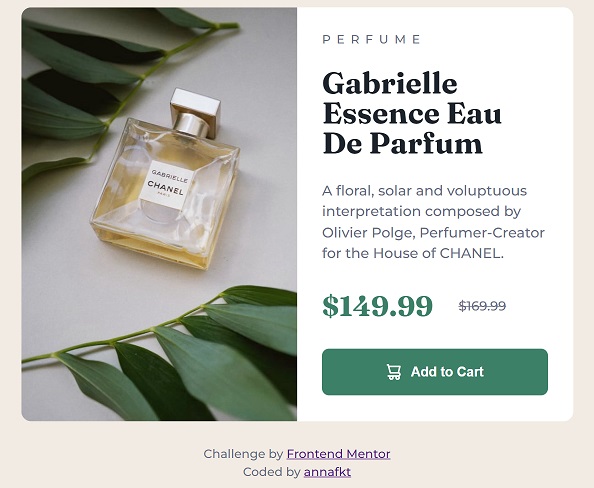 GABRIELLE
CHANEL
PARIS
PERFUME
Gabrielle
Essence Eau
De Parfum
A floral, solar and voluptuous
interpretation composed by
Olivier Polge, Perfumer-Creator
for the House of CHANEL.
$149.99 $169.99
Add to Cart
Challenge by Frontend Mentor
Coded by annafkt